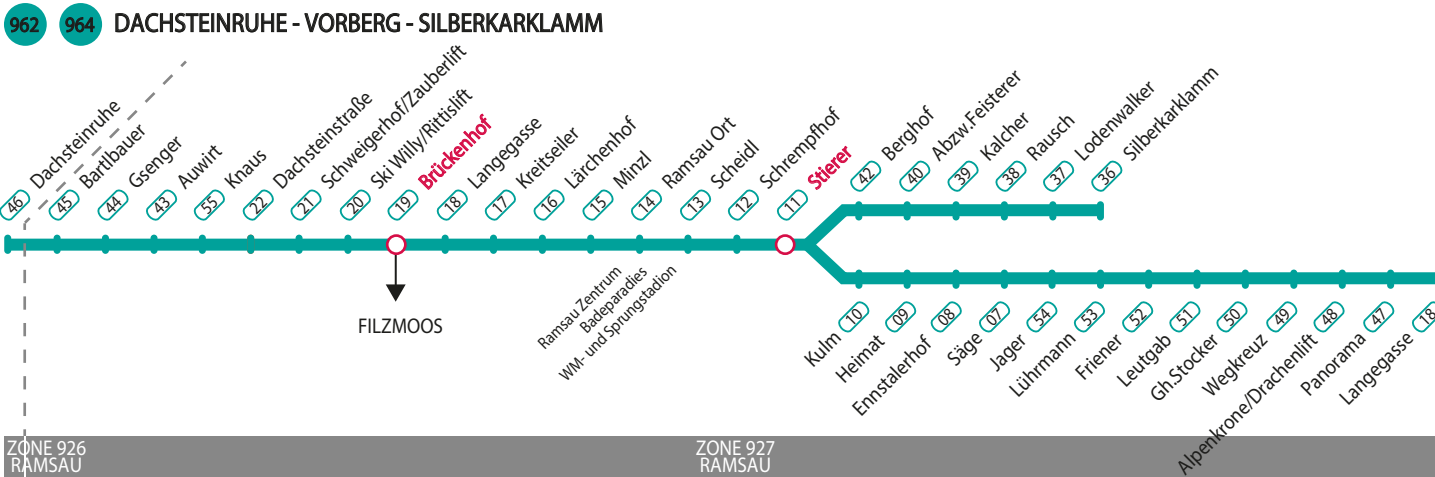 962 964 DACHSTEINRUHE - VORBERG - SILBERKARKLAMM
46 Dachsteinruhe
45 Bartlbauer
44 Gsenger
43 Auwirt
55 Knaus
22 Dachsteinstraße
21 Schweigerhof/Zauberlift
20 Ski Willy/Rittislift
19 Brückenhof
18 Langegasse
17 Kreitseiler
16 Lärchenhof
15 Minzl
14 Ramsau Ort
13 Scheidl
12 Schrempfhof
11 Stierer
42 Berghof
40 Abzw.Feisterer
39 Kalcher
38 Rausch
37 Lodenwalker
36 Silberkarklamm
FILZMOOS
Ramsau Zentrum
Badeparadies
WM- und Sprungstadion
Kulm 10
Heimat 09
Ennstalerhof 08
Säge 07
Jager 54
Lührmann 53
Friener 52
Leutgab 51
Gh.Stocker 50
Wegkreuz 49
Alpenkrone/Drachenlift 48
Panorama 47
Langegasse 18
ZONE 926
RAMSAU
ZONE 927
RAMSAU